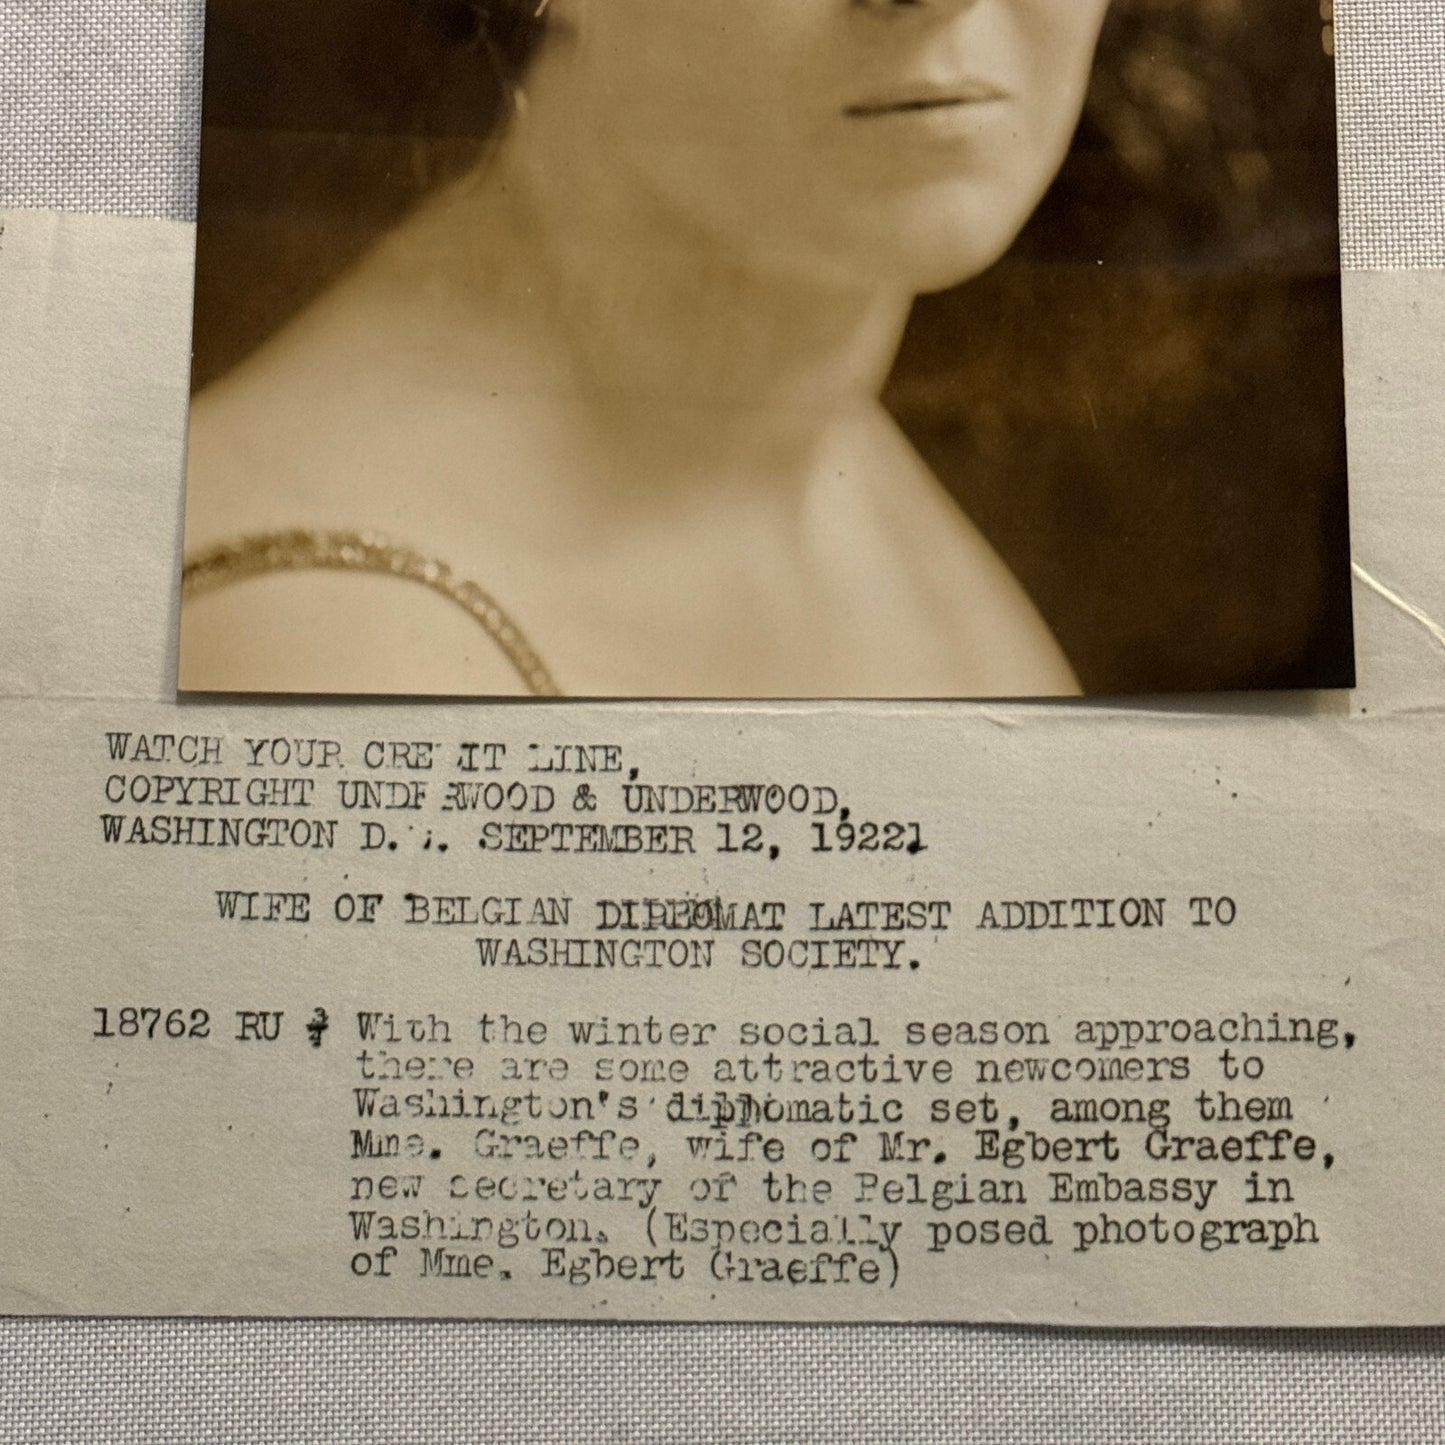 WATCH YOUR CREDIT LINE,
COPYRIGHT UNDERWOOD & UNDERWOOD,
WASHINGTON D. . SEPTEMBER 12, 1922
WIFE OF BELGIAN DIPLOMAT LATEST ADDITION TO
WASHINGTON SOCIETY.
18762 RU With the winter social season approaching,
there are some attractive newcomers to
Washington's diplomatic set, among them
Mme. Graeffe, wife of Mr. Egbert Graeffe,
new secretary of the Belgian Embassy in
Washington. (Especially posed photograph
of Mme. Egbert Graeffe)